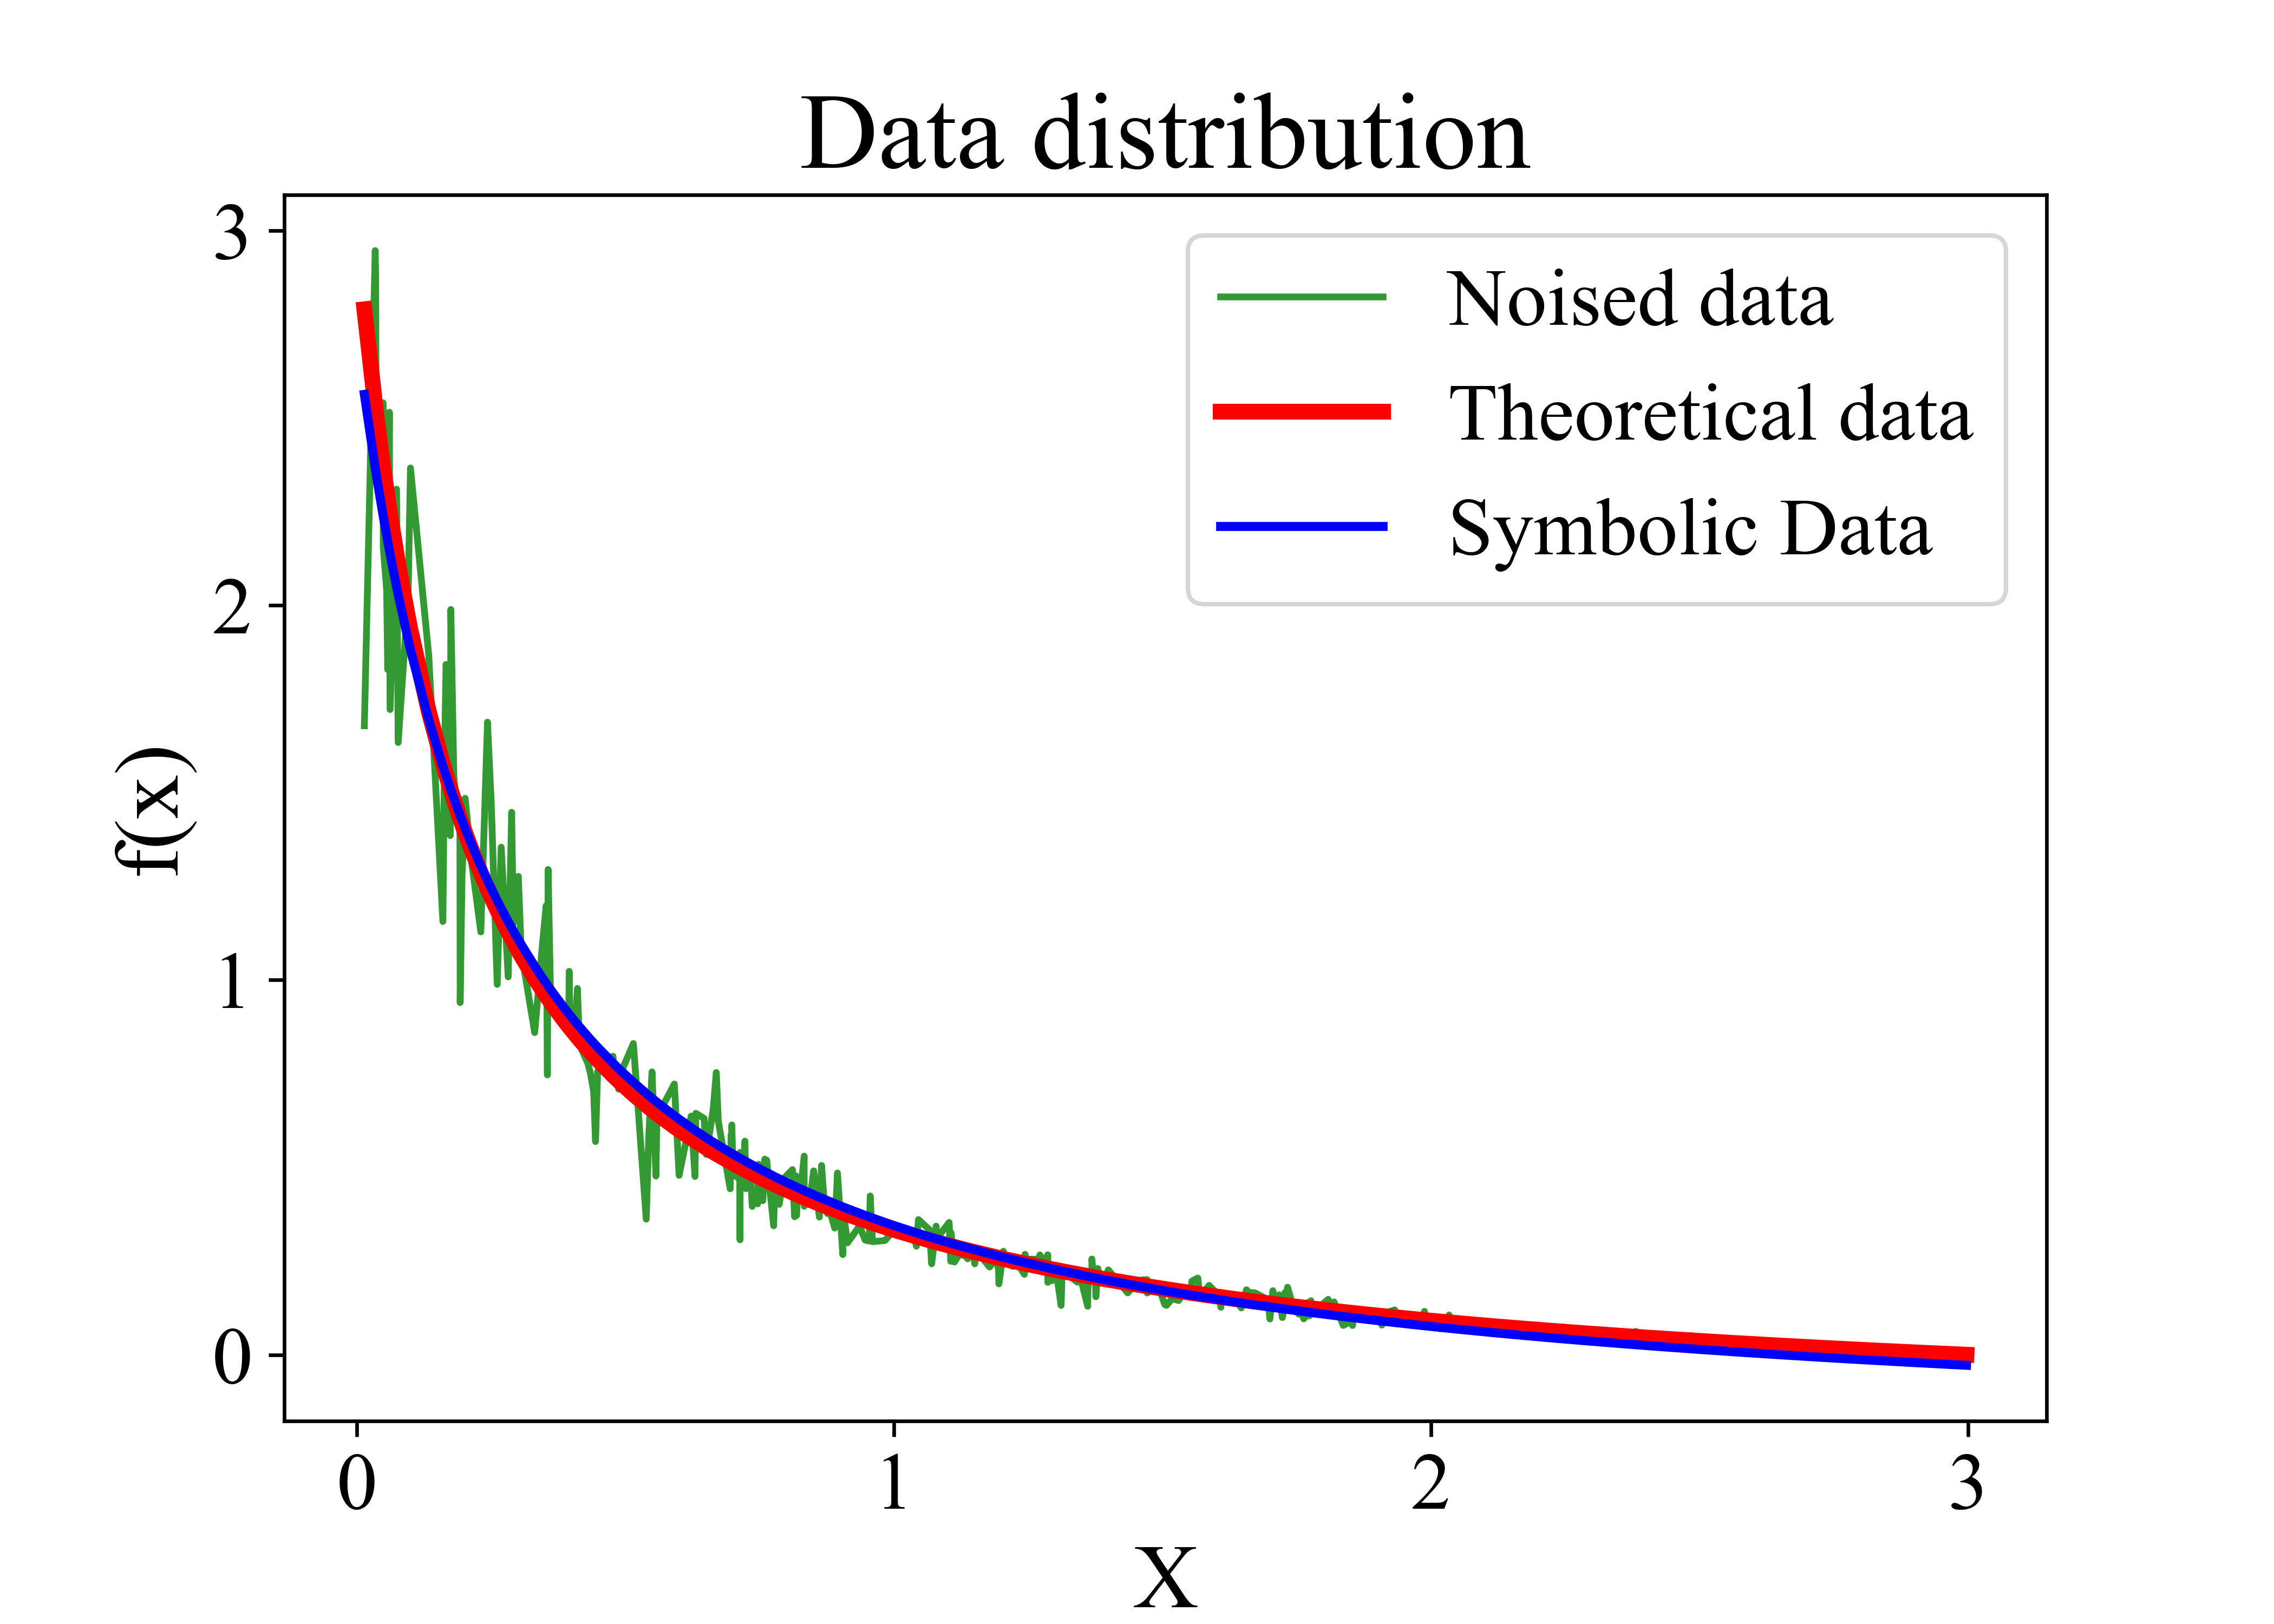 Data distribution
3
2
1
0
f(x)
Noised data
Theoretical data
Symbolic Data
0 1 2 3
X